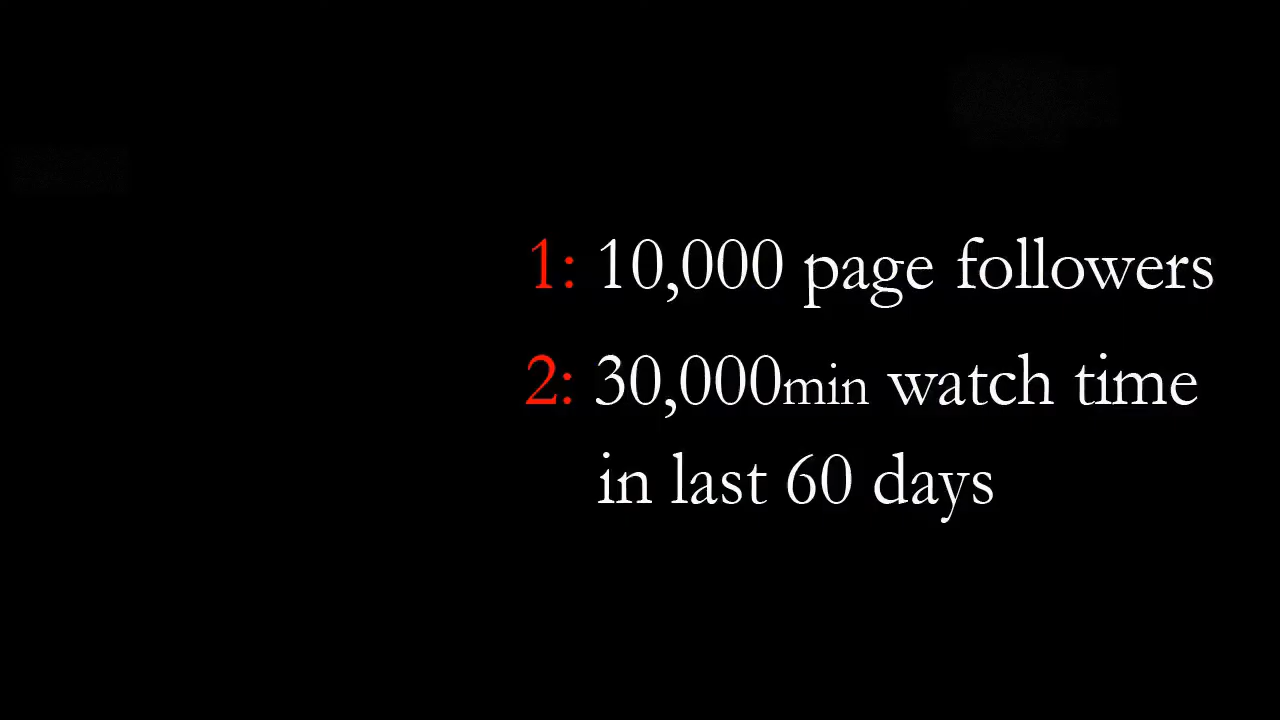 1: 10,000 page followers
2: 30,000min watch time
in last 60 days